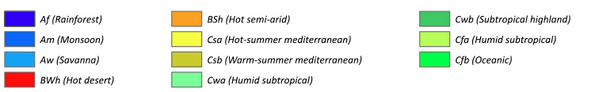 Af (Rainforest)
Am (Monsoon)
Aw (Savanna)
BWh (Hot desert)
BSh (Hot semi-arid)
Csa (Hot-summer mediterranean)
Csb (Warm-summer mediterranean)
Cwa (Humid subtropical)
Cwb (Subtropical highland)
Cfa (Humid subtropical)
Cfb (Oceanic)